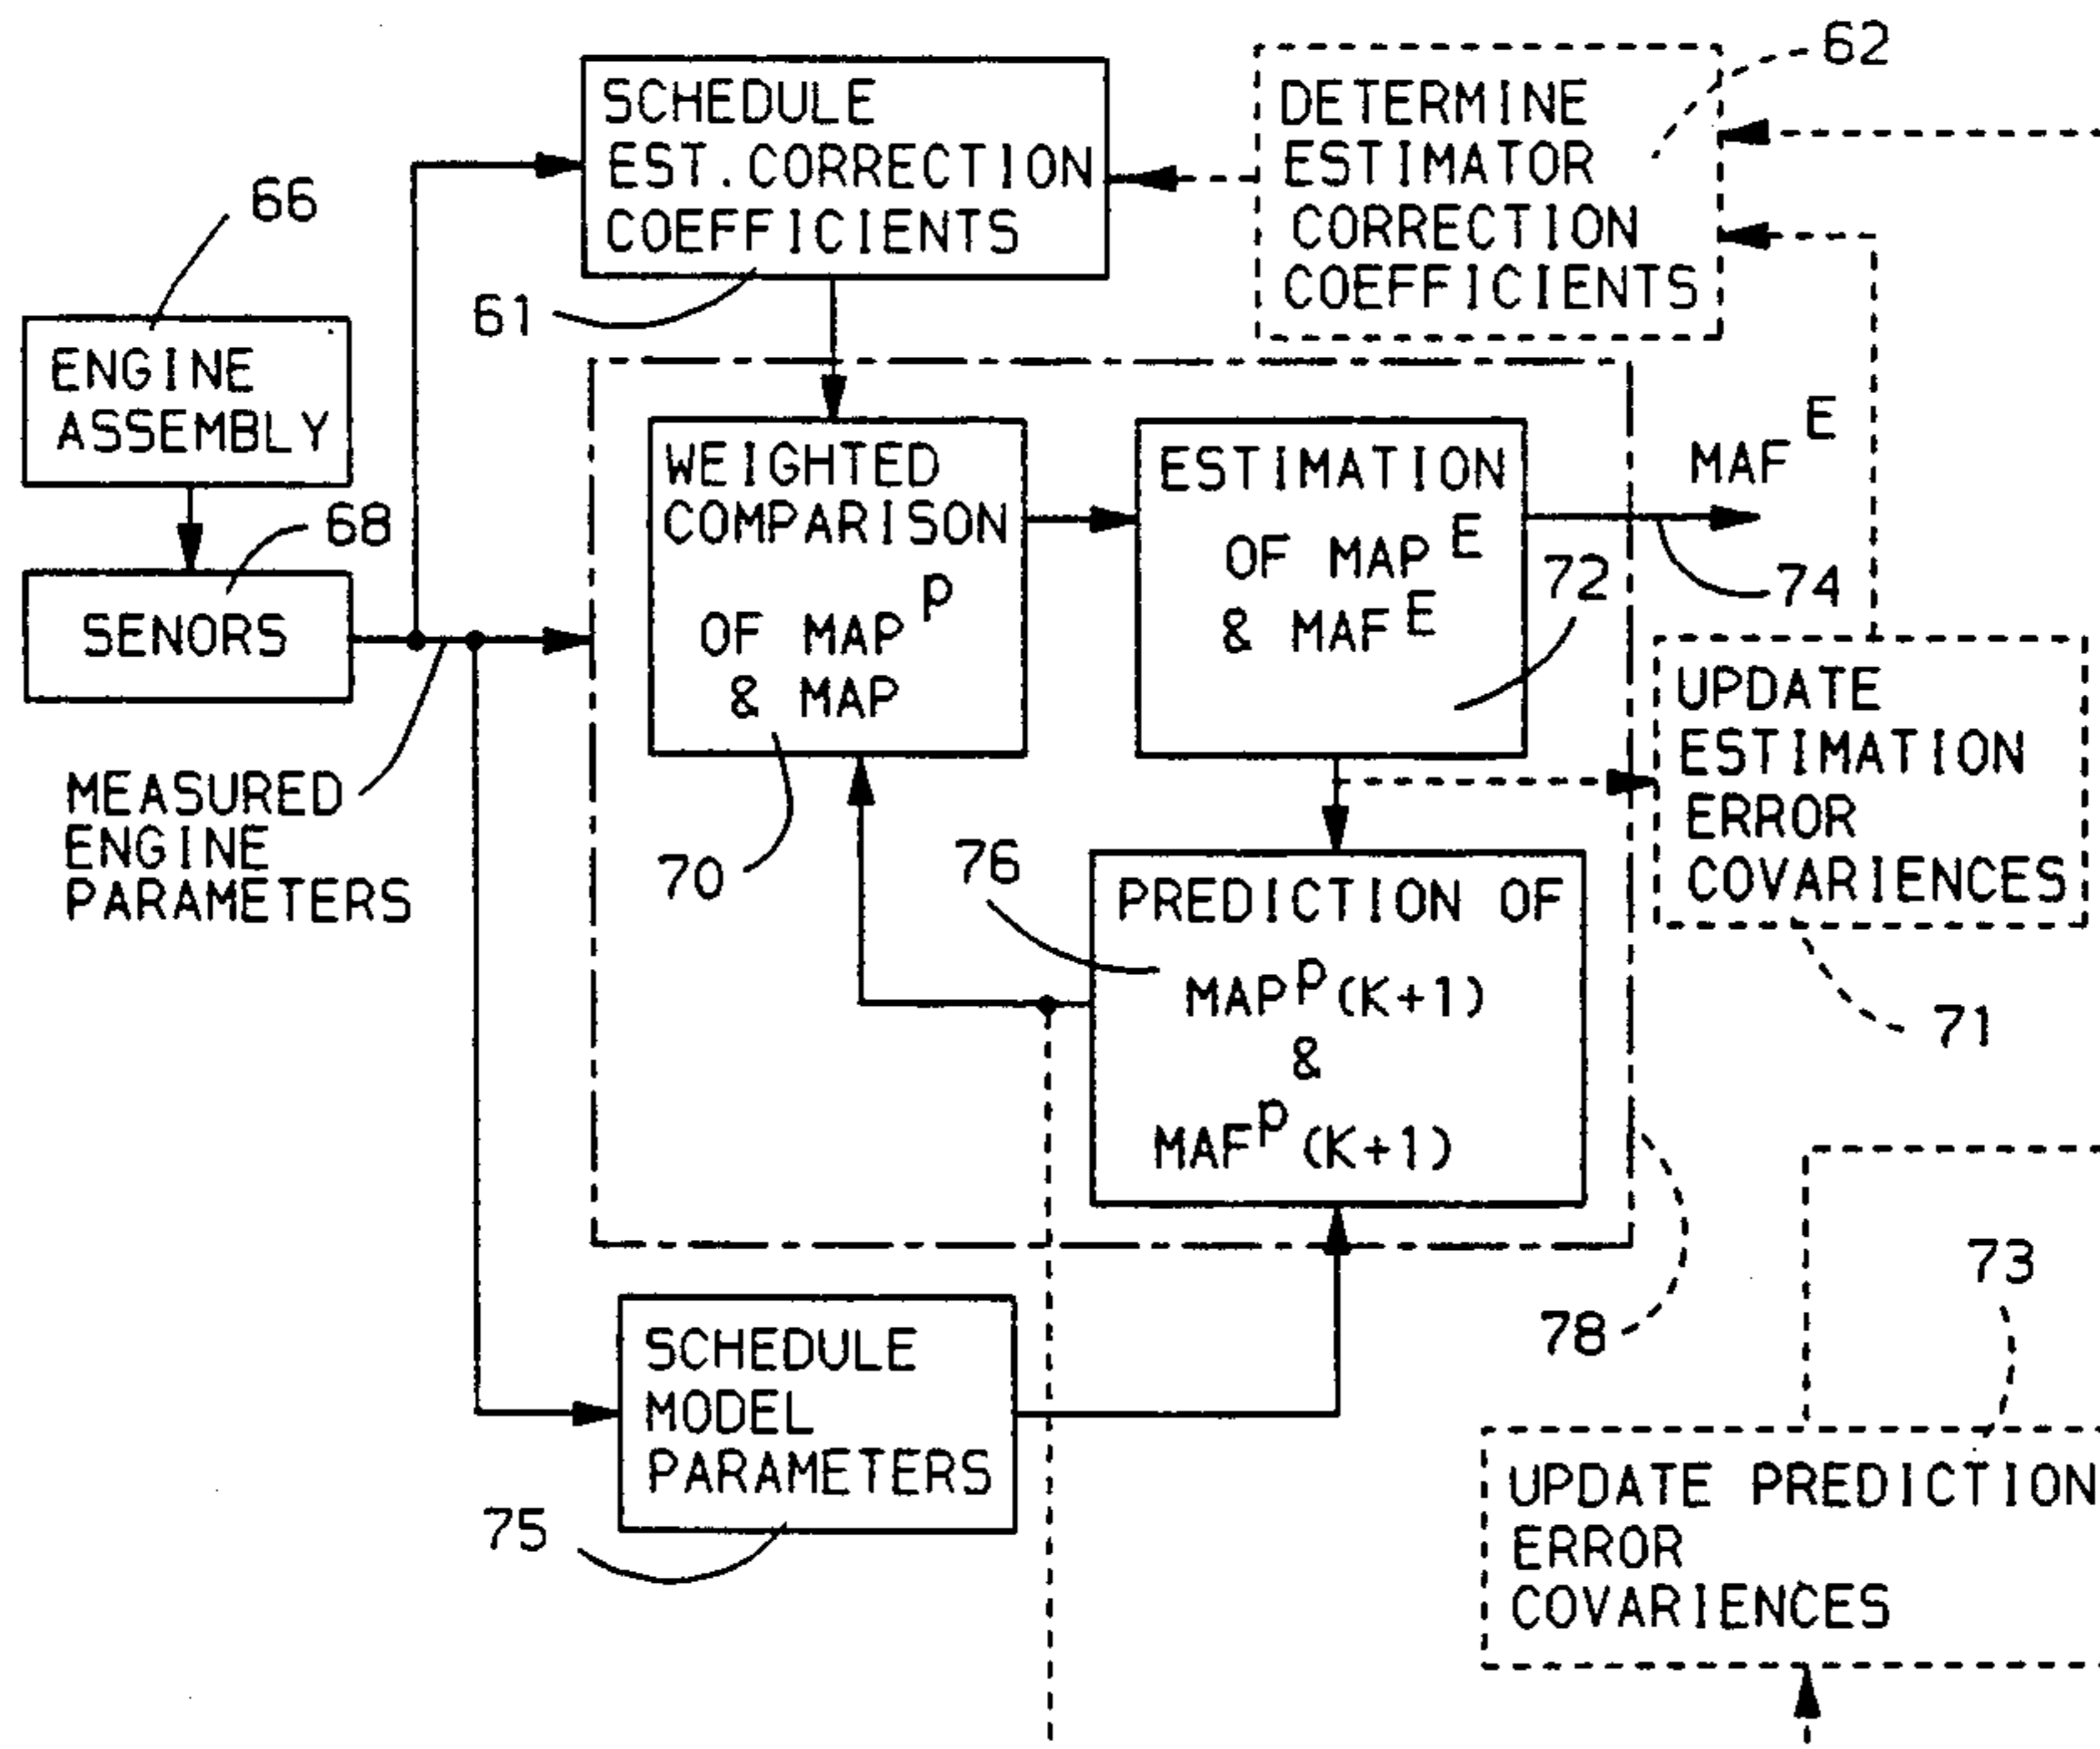 62
SCHEDULE
EST. CORRECTION
COEFFICIENTS
DETERMINE
ESTIMATOR
CORRECTION
COEFFICIENTS
66
61
ENGINE
ASSEMBLY
68
SENORS
MEASURED
ENGINE
PARAMETERS
WEIGHTED
COMPARISON
OF MAP P
& MAP
70
ESTIMATION
OF MAP E
& MAF E
72
MAF E
74
UPDATE
ESTIMATION
ERROR
COVARIENCES
71
76
PREDICTION OF
MAP P (K+1)
&
MAF P (K+1)
78
73
SCHEDULE
MODEL
PARAMETERS
75
UPDATE PREDICTION
ERROR
COVARIENCES